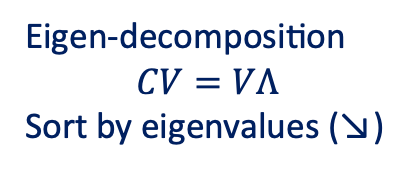 Eigen-decomposition
CV = VΛ
Sort by eigenvalues (↘)